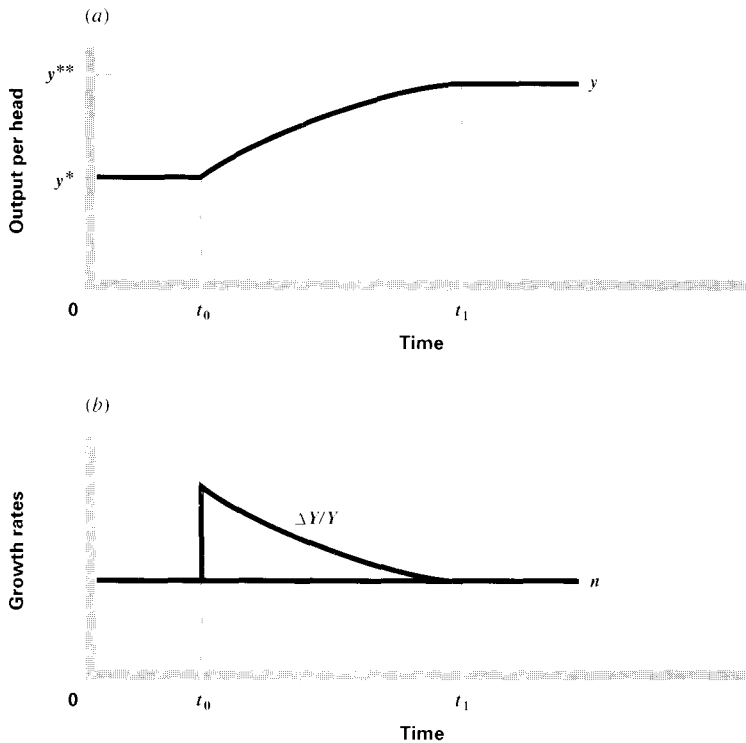 (a)
y**
y
Output per head
y*
0
t₀
t₁
Time
(b)
ΔY/Y
Growth rates
n
0
t₀
t₁
Time